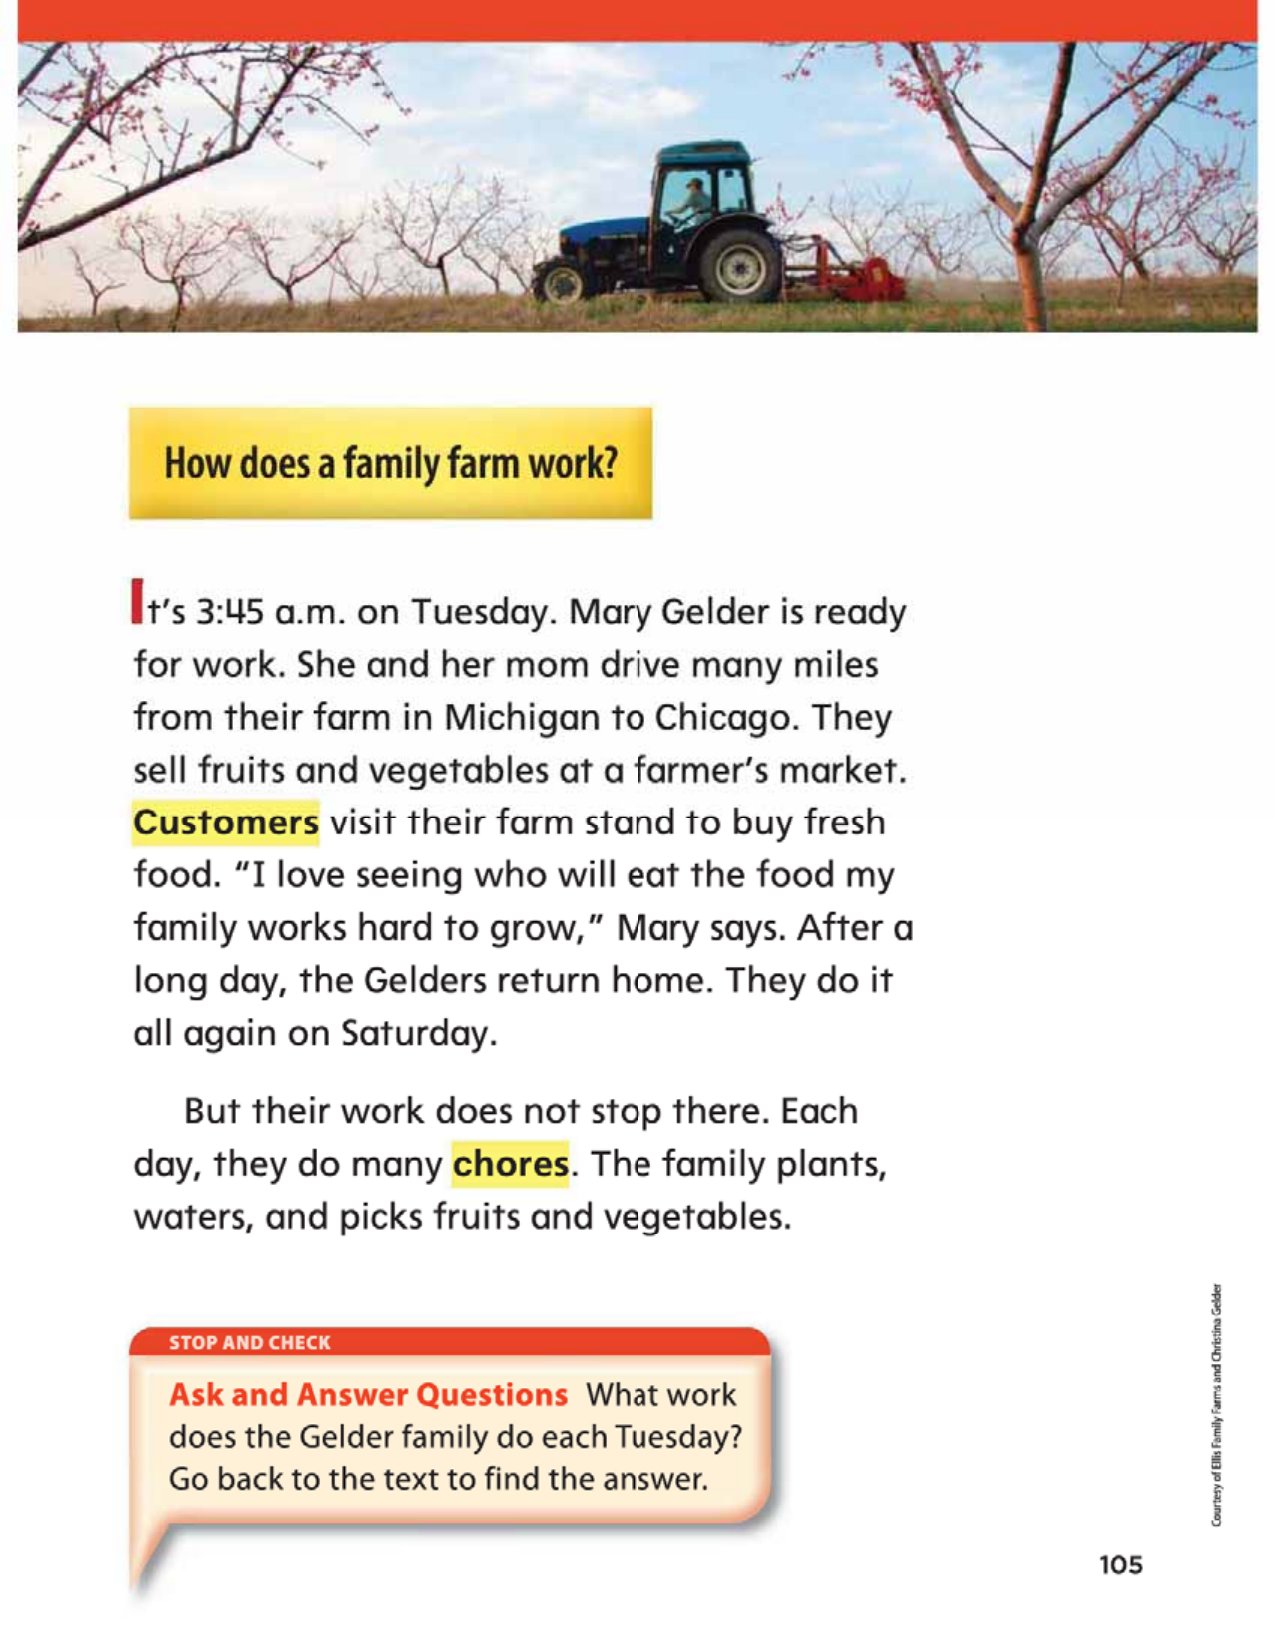 How does a family farm work?
It's 3:45 a.m. on Tuesday. Mary Gelder is ready
for work. She and her mom drive many miles
from their farm in Michigan to Chicago. They
sell fruits and vegetables at a farmer's market.
Customers visit their farm stand to buy fresh
food. "I love seeing who will eat the food my
family works hard to grow," Mary says. After a
long day, the Gelders return home. They do it
all again on Saturday.
But their work does not stop there. Each
day, they do many chores. The family plants,
waters, and picks fruits and vegetables.
STOP AND CHECK
Ask and Answer Questions What work
does the Gelder family do each Tuesday?
Go back to the text to find the answer.
Courtesy of Ellis Family Farms and Christina Gelder
105